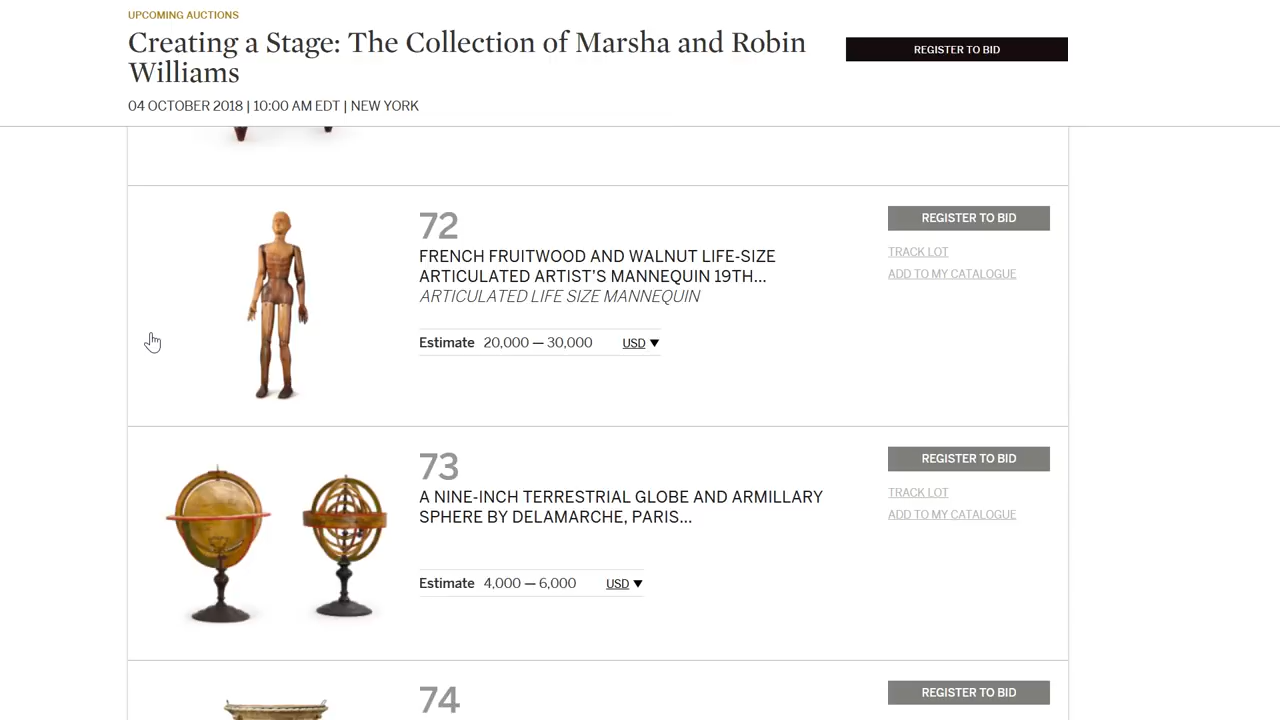 UPCOMING AUCTIONS
Creating a Stage: The Collection of Marsha and Robin
Williams
REGISTER TO BID
04 OCTOBER 2018 | 10:00 AM EDT | NEW YORK
72
FRENCH FRUITWOOD AND WALNUT LIFE-SIZE
ARTICULATED ARTIST'S MANNEQUIN 19TH...
ARTICULATED LIFE SIZE MANNEQUIN
Estimate 20,000 — 30,000 USD ▼
REGISTER TO BID
TRACK LOT
ADD TO MY CATALOGUE
73
A NINE-INCH TERRESTRIAL GLOBE AND ARMILLARY
SPHERE BY DELAMARCHE, PARIS...
Estimate 4,000 — 6,000 USD ▼
REGISTER TO BID
TRACK LOT
ADD TO MY CATALOGUE
74
REGISTER TO BID